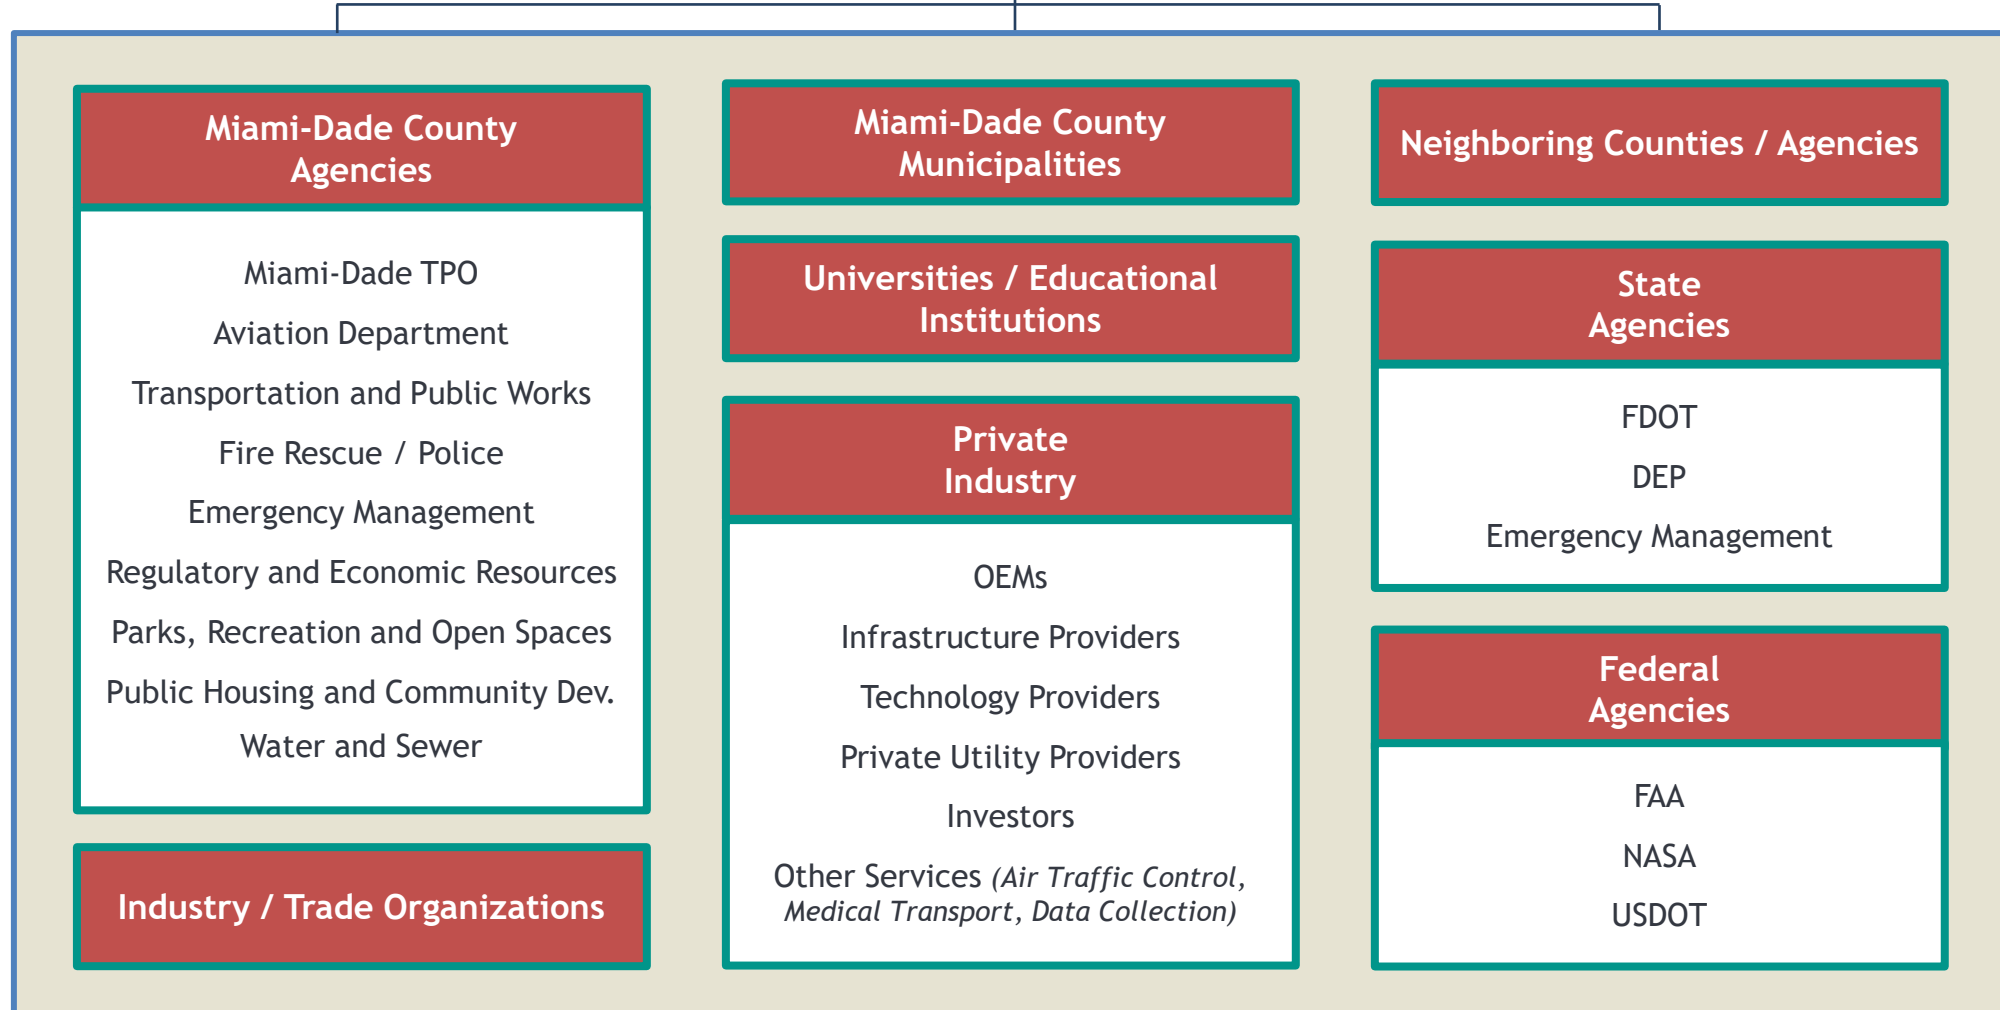 Miami-Dade County
Agencies
Miami-Dade TPO
Aviation Department
Transportation and Public Works
Fire Rescue / Police
Emergency Management
Regulatory and Economic Resources
Parks, Recreation and Open Spaces
Public Housing and Community Dev.
Water and Sewer
Industry / Trade Organizations
Miami-Dade County
Municipalities
Universities / Educational
Institutions
Private
Industry
OEMs
Infrastructure Providers
Technology Providers
Private Utility Providers
Investors
Other Services (Air Traffic Control,
Medical Transport, Data Collection)
Neighboring Counties / Agencies
State
Agencies
FDOT
DEP
Emergency Management
Federal
Agencies
FAA
NASA
USDOT